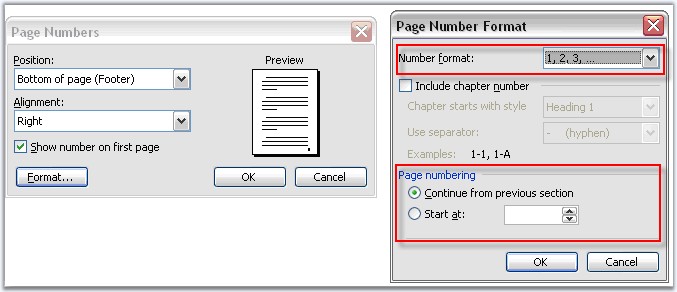 Page Numbers
Position:
Preview
Bottom of page (Footer)
Alignment:
Right
Show number on first page
Format...
OK
Cancel
Page Number Format
Number format:
1, 2, 3, ...
Include chapter number
Chapter starts with style
Heading 1
Use separator:
- (hyphen)
Examples: 1-1, 1-A
Page numbering
Continue from previous section
Start at:
OK
Cancel